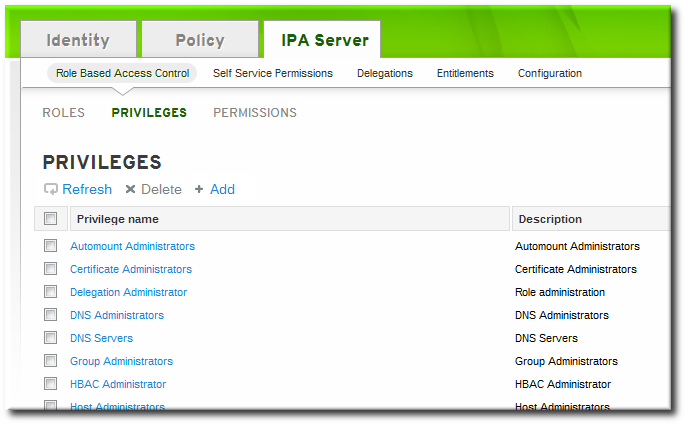 Identity Policy IPA Server
Role Based Access Control Self Service Permissions Delegations Entitlements Configuration
ROLES PRIVILEGES PERMISSIONS
PRIVILEGES
Refresh Delete Add
Privilege name Description
Automount Administrators Automount Administrators
Certificate Administrators Certificate Administrators
Delegation Administrator Role administration
DNS Administrators DNS Administrators
DNS Servers DNS Servers
Group Administrators Group Administrators
HBAC Administrator HBAC Administrator
Host Administrators Host Administrators